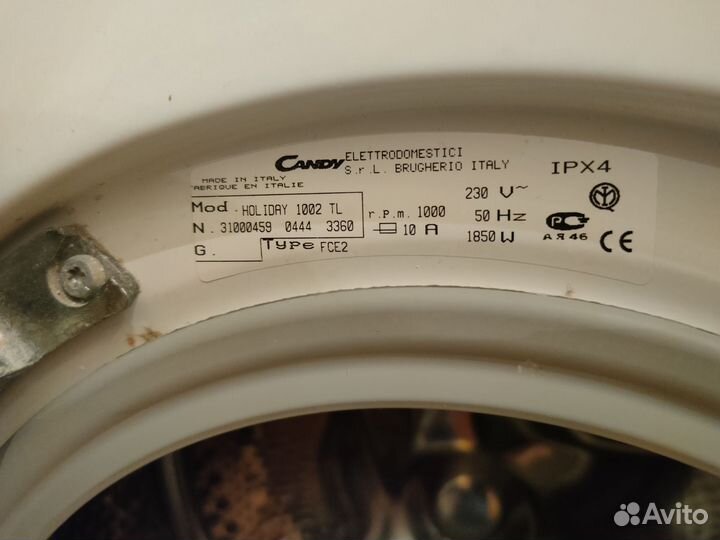 CANDY ELETTRODOMESTICI
S.r.L. BRUGHERIO ITALY
IPX4
MADE IN ITALY
FABRIQUE EN ITALIE
Mod. HOLIDAY 1002 TL
N. 31000459 0444 3360
G. Type FCE2
r.p.m. 1000
10 A
230 V~
50 Hz
1850 W
АЯ46
CE
Avito